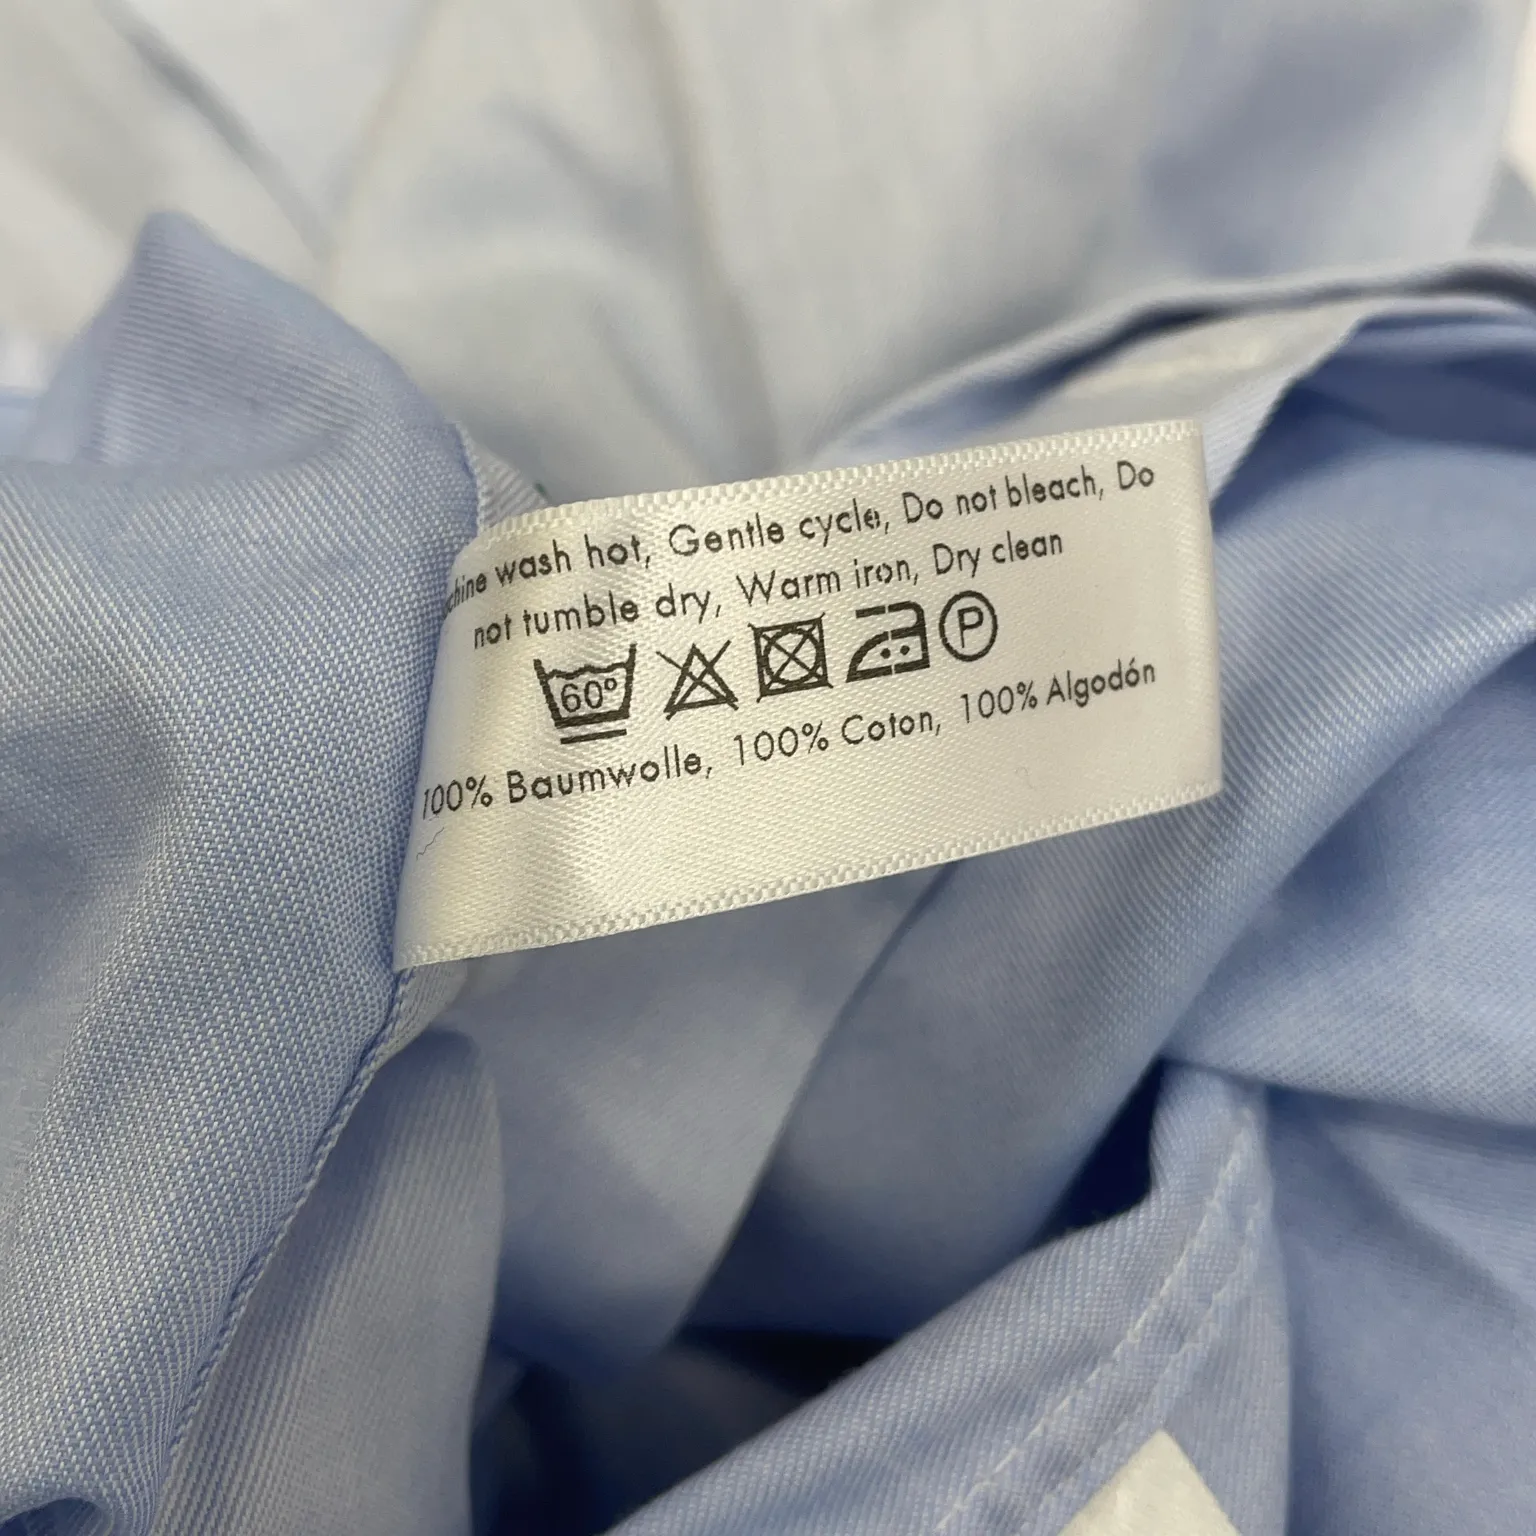 wash hot, Gentle cycle, Do not bleach, Do
not tumble dry, Warm iron, Dry clean
60° P
100% Baumwolle, 100% Coton, 100% Algodón